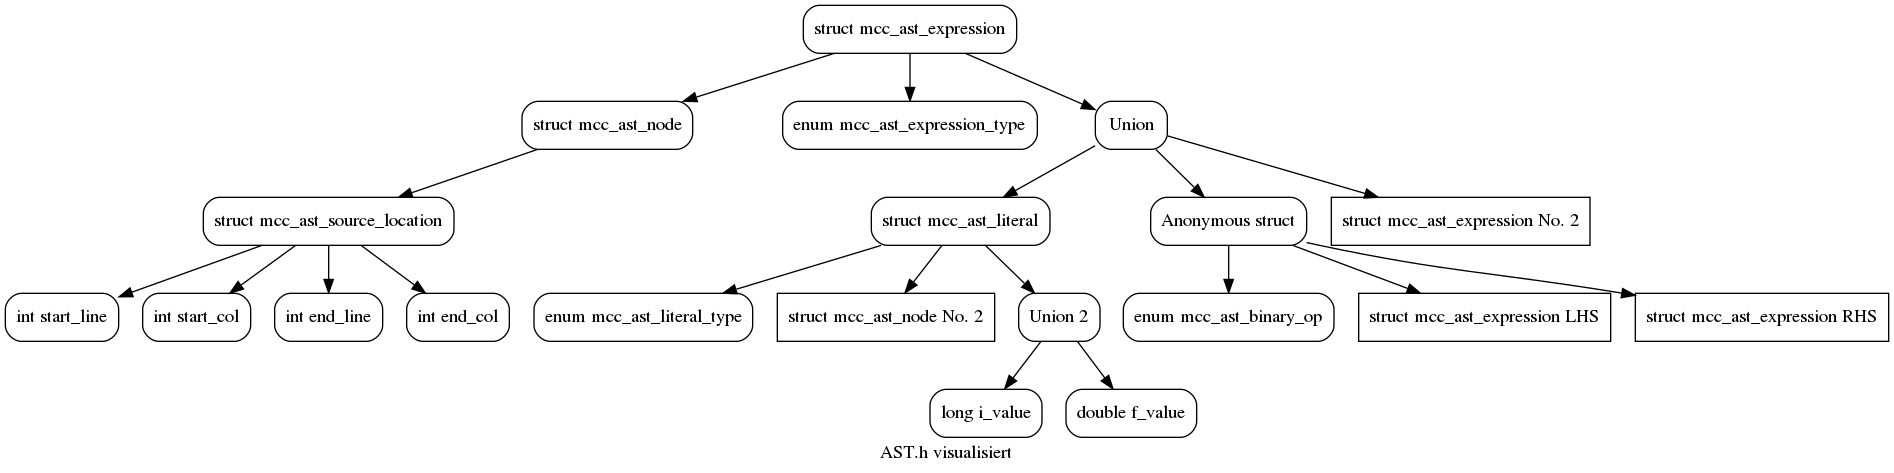 struct mcc_ast_expression
struct mcc_ast_node
enum mcc_ast_expression_type
Union
struct mcc_ast_source_location
struct mcc_ast_literal
Anonymous struct
struct mcc_ast_expression No. 2
int start_line
int start_col
int end_line
int end_col
enum mcc_ast_literal_type
struct mcc_ast_node No. 2
Union 2
enum mcc_ast_binary_op
struct mcc_ast_expression LHS
struct mcc_ast_expression RHS
long i_value
double f_value
AST.h visualisiert